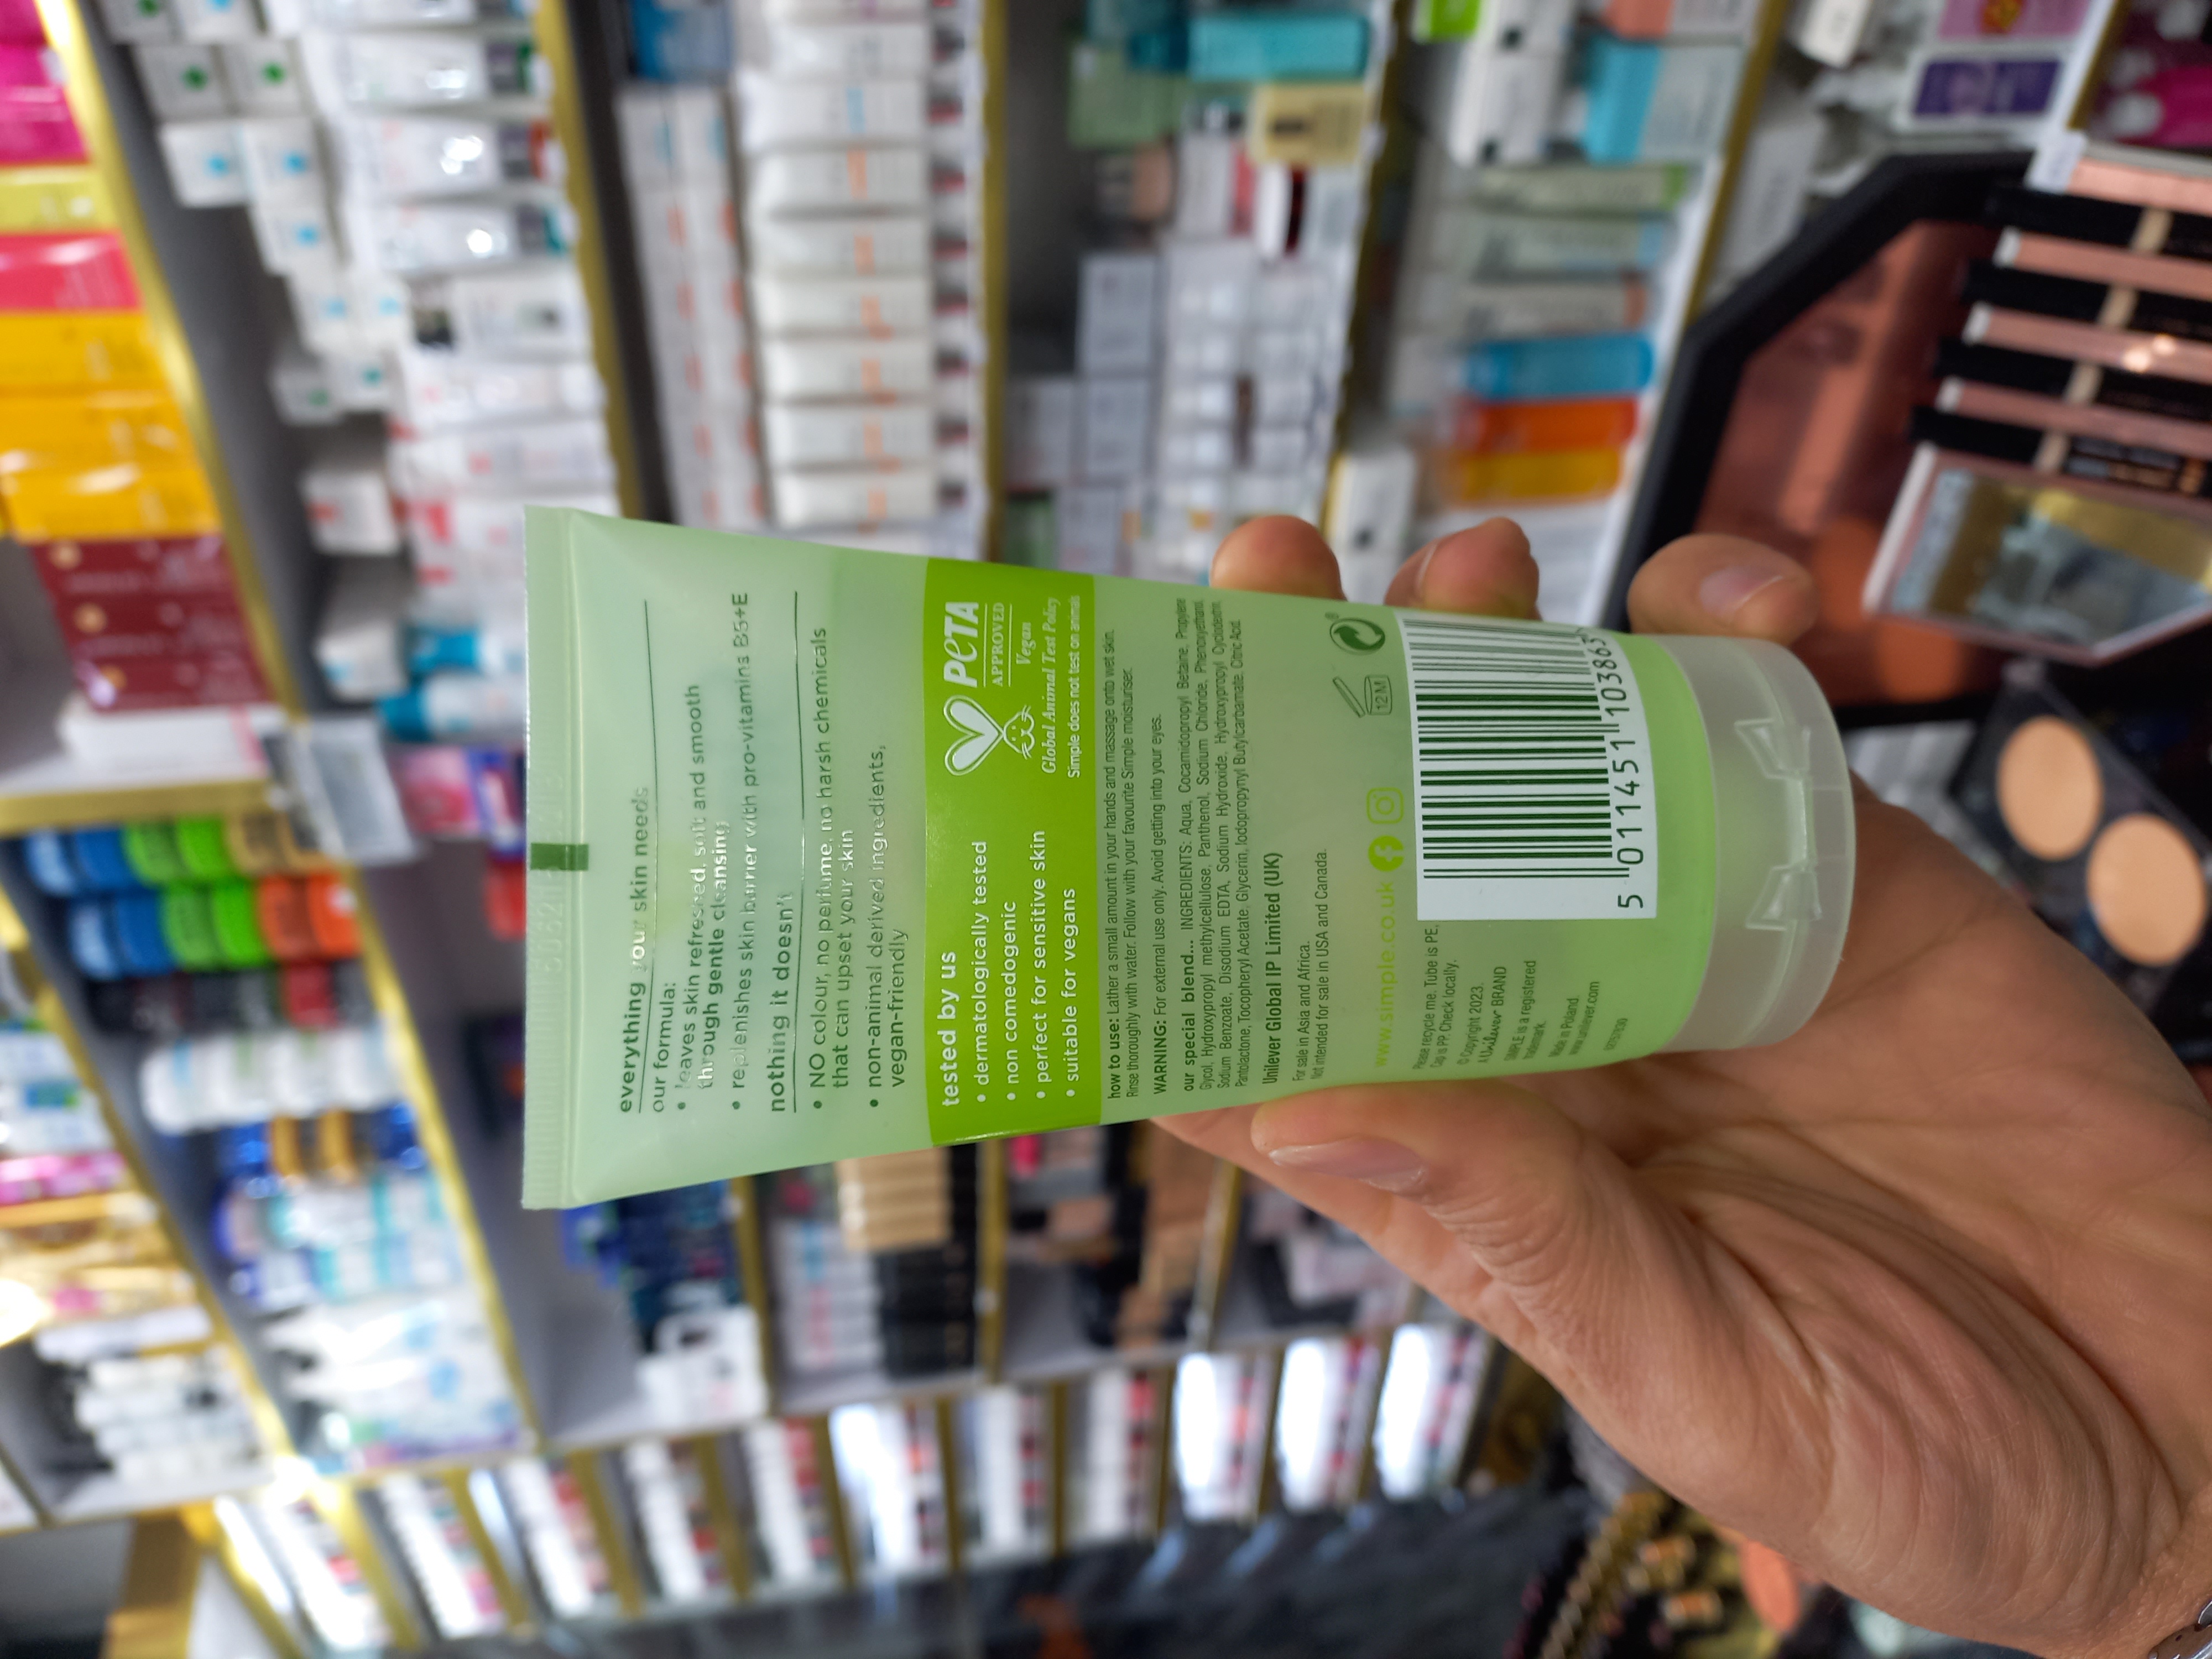 everything your skin needs
our formula:
• leaves skin refreshed, soft and smooth
through gentle cleansing
• replenishes skin barrier with pro-vitamins B5+E
nothing it doesn't
• NO colour, no perfume, no harsh chemicals
that can upset your skin
• non-animal derived ingredients,
vegan-friendly
tested by us
• dermatologically tested
• non comedogenic
• perfect for sensitive skin
• suitable for vegans
PETA
APPROVED
Vegan
Global Animal Test Policy
Simple does not test on animals
how to use: Lather a small amount in your hands and massage onto wet skin.
Rinse thoroughly with water. Follow with your favourite Simple moisturiser.
WARNING: For external use only. Avoid getting into your eyes.
our special blend... INGREDIENTS: Aqua, Cocamidopropyl Betaine, Propylene
Glycol, Hydroxypropyl methylcellulose, Panthenol, Sodium Chloride, Phenoxyethanol,
Sodium Benzoate, Disodium EDTA, Sodium Hydroxide, Hydroxypropyl Cyclodextrin,
Pantolactone, Tocopheryl Acetate, Glycerin, Iodopropynyl Butylcarbamate, Citric Acid.
Unilever Global IP Limited (UK)
For sale in Asia and Africa.
Not intended for sale in USA and Canada.
12M
www.simple.co.uk
Please recycle me. Tube is PE,
Cap is PP. Check locally.
© Copyright 2023.
A Unilever BRAND
SIMPLE is a registered
trademark.
Made in Poland.
www.unilever.com
5 011451 103863